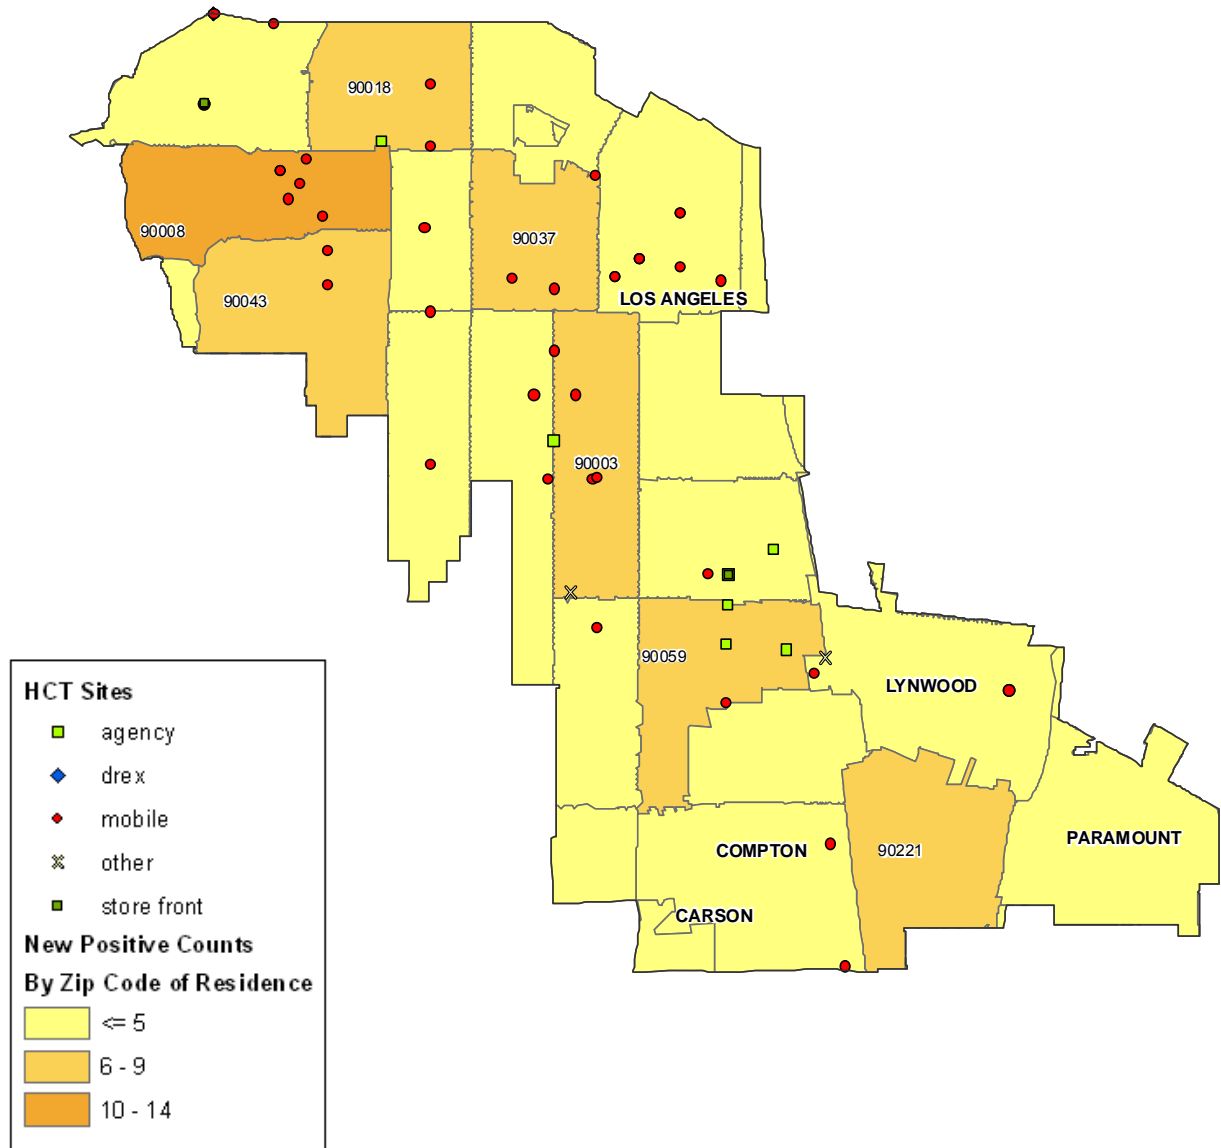 90018
90008
90037
90043
LOS ANGELES
90003
90059
LYNWOOD
COMPTON
90221
PARAMOUNT
CARSON
HCT Sites
agency
drex
mobile
other
store front
New Positive Counts
By Zip Code of Residence
<= 5
6 - 9
10 - 14